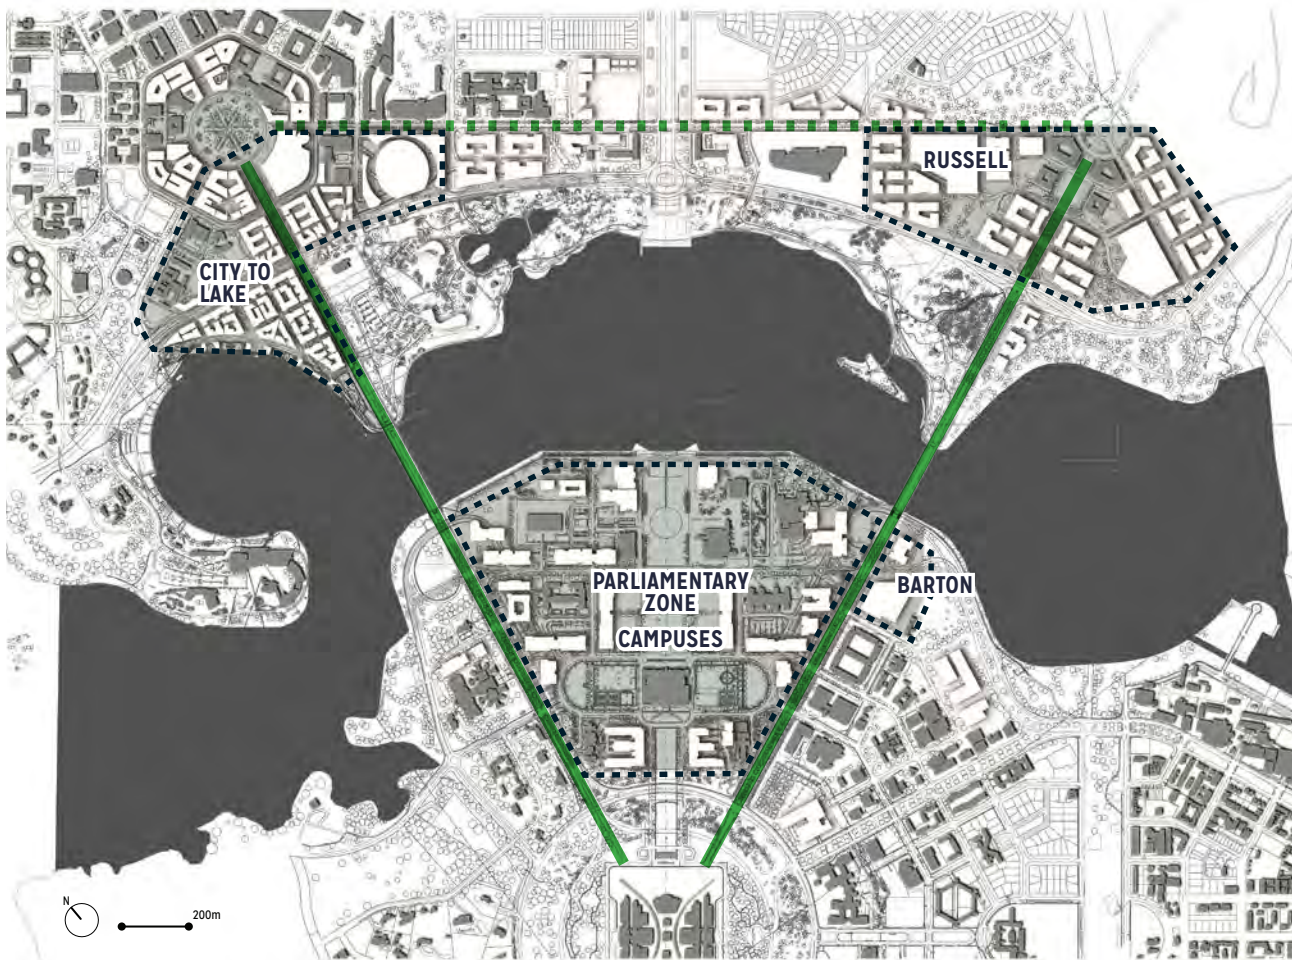 RUSSELL
CITY TO
LAKE
PARLIAMENTARY
ZONE
CAMPUSES
BARTON
N
200m